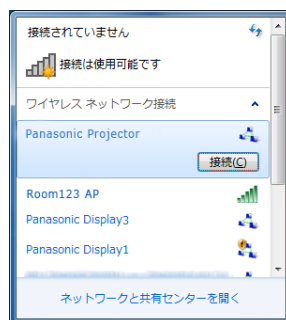 接続されていません
接続は使用可能です
ワイヤレス ネットワーク接続
Panasonic Projector
接続(C)
Room123 AP
Panasonic Display3
Panasonic Display1
ネットワークと共有センターを開く